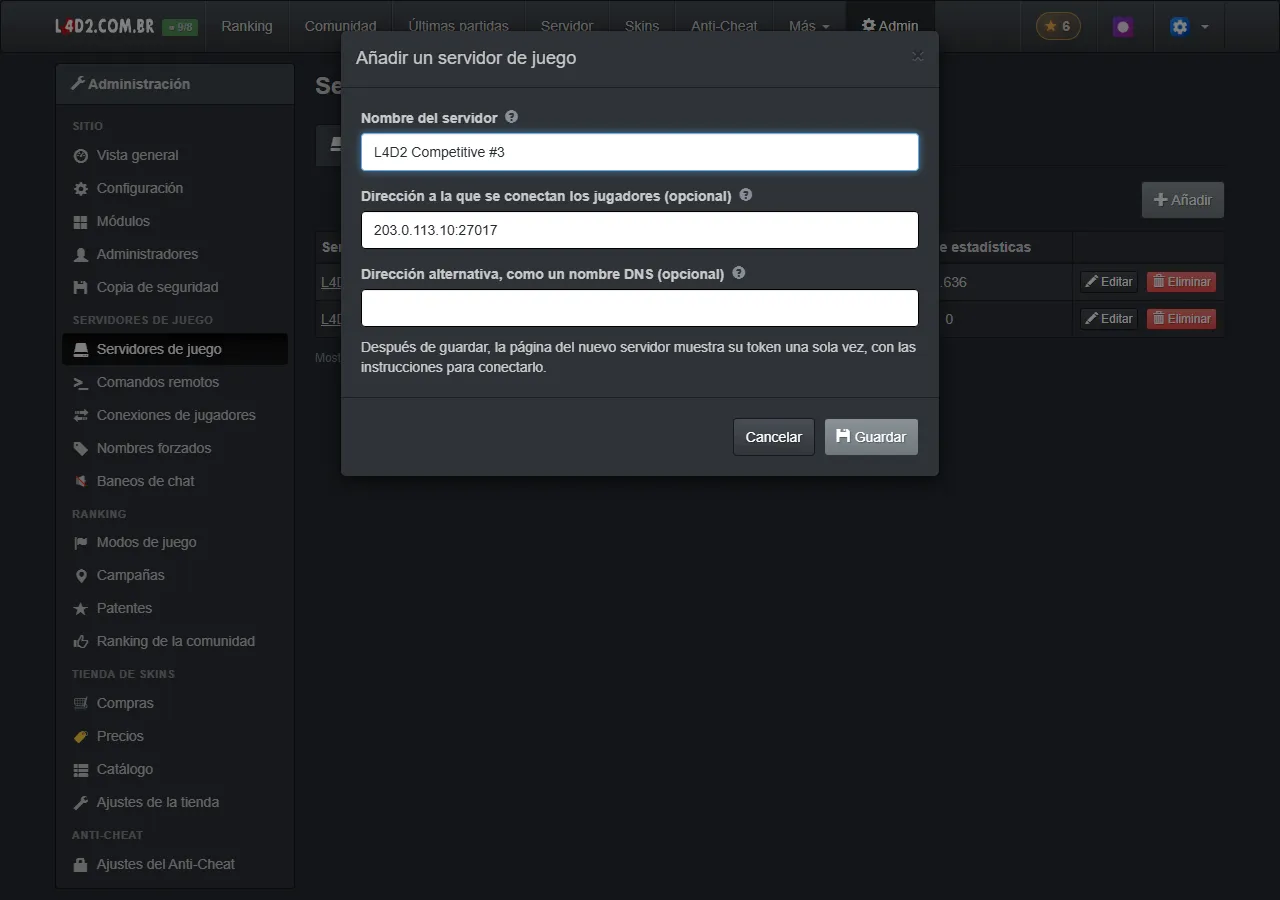 L4D2.COM.BR 9/8 Ranking Comunidad Últimas partidas Servidor Skins Anti-Cheat Más Admin 6
Administración
SITIO
Vista general
Configuración
Módulos
Administradores
Copia de seguridad
SERVIDORES DE JUEGO
Servidores de juego
Comandos remotos
Conexiones de jugadores
Nombres forzados
Baneos de chat
RANKING
Modos de juego
Campañas
Patentes
Ranking de la comunidad
TIENDA DE SKINS
Compras
Precios
Catálogo
Ajustes de la tienda
ANTI-CHEAT
Ajustes del Anti-Cheat
Añadir un servidor de juego
×
Nombre del servidor
L4D2 Competitive #3
Dirección a la que se conectan los jugadores (opcional)
203.0.113.10:27017
Dirección alternativa, como un nombre DNS (opcional)
Después de guardar, la página del nuevo servidor muestra su token una sola vez, con las
instrucciones para conectarlo.
Cancelar Guardar
Añadir
e estadísticas
.636 Editar Eliminar
0 Editar Eliminar